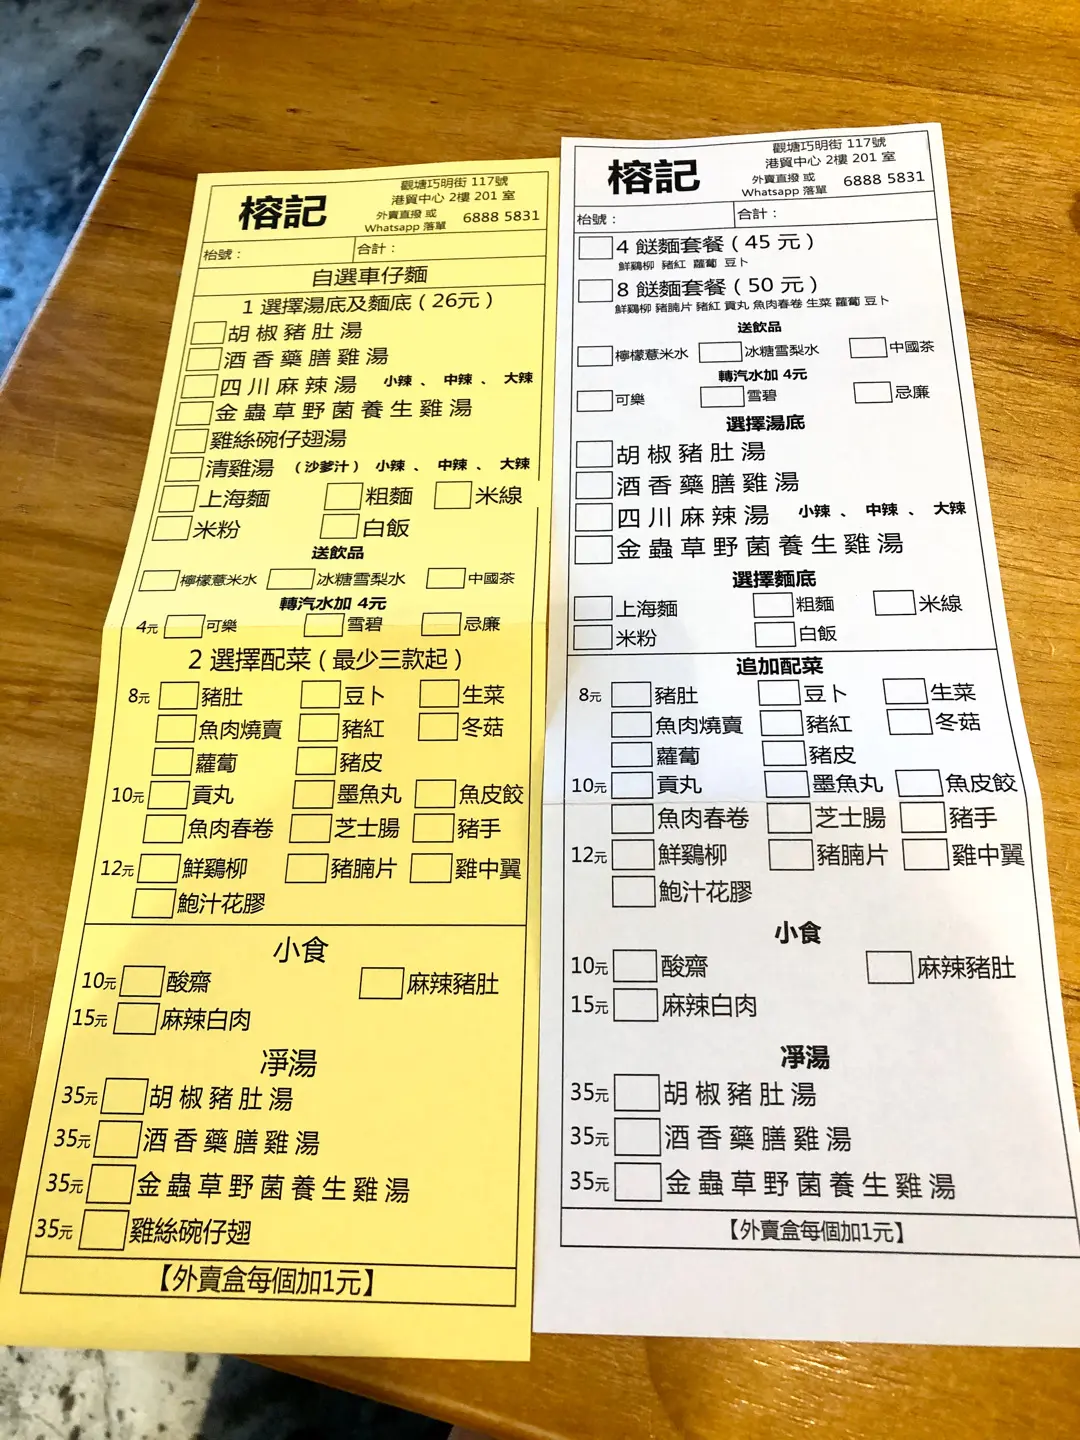 榕記
觀塘巧明街 117號
港貿中心 2樓 201 室
外賣直撥 或
Whatsapp 落單
6888 5831
枱號：
合計：
自選車仔麵
1 選擇湯底及麵底 ( 26元 )
胡椒豬肚湯
酒香藥膳雞湯
四川麻辣湯 小辣 、 中辣 、 大辣
金蟲草野菌養生雞湯
雞絲碗仔翅湯
清雞湯 （沙爹汁） 小辣 、 中辣 、 大辣
上海麵 粗麵 米線
米粉 白飯
送飲品
檸檬薏米水 冰糖雪梨水 中國茶
轉汽水加 4元
4元 可樂 雪碧 忌廉
2 選擇配菜 ( 最少三款起 )
8元 豬肚 豆卜 生菜
魚肉燒賣 豬紅 冬菇
蘿蔔 豬皮
10元 貢丸 墨魚丸 魚皮餃
魚肉春卷 芝士腸 豬手
12元 鮮鷄柳 豬腩片 雞中翼
鮑汁花膠
小食
10元 酸齋 麻辣豬肚
15元 麻辣白肉
凈湯
35元 胡椒豬肚湯
35元 酒香藥膳雞湯
35元 金蟲草野菌養生雞湯
35元 雞絲碗仔翅
【外賣盒每個加1元】
榕記
觀塘巧明街 117號
港貿中心 2樓 201 室
外賣直撥 或
Whatsapp 落單
6888 5831
枱號：
合計：
4 餸麵套餐 ( 45 元 )
鮮鷄柳 豬紅 蘿蔔 豆卜
8 餸麵套餐 ( 50 元 )
鮮鷄柳 豬腩片 豬紅 貢丸 魚肉春卷 生菜 蘿蔔 豆卜
送飲品
檸檬薏米水 冰糖雪梨水 中國茶
轉汽水加 4元
可樂 雪碧 忌廉
選擇湯底
胡椒豬肚湯
酒香藥膳雞湯
四川麻辣湯 小辣 、 中辣 、 大辣
金蟲草野菌養生雞湯
選擇麵底
上海麵 粗麵 米線
米粉 白飯
追加配菜
8元 豬肚 豆卜 生菜
魚肉燒賣 豬紅 冬菇
蘿蔔 豬皮
10元 貢丸 墨魚丸 魚皮餃
魚肉春卷 芝士腸 豬手
12元 鮮鷄柳 豬腩片 雞中翼
鮑汁花膠
小食
10元 酸齋 麻辣豬肚
15元 麻辣白肉
凈湯
35元 胡椒豬肚湯
35元 酒香藥膳雞湯
35元 金蟲草野菌養生雞湯
【外賣盒每個加1元】